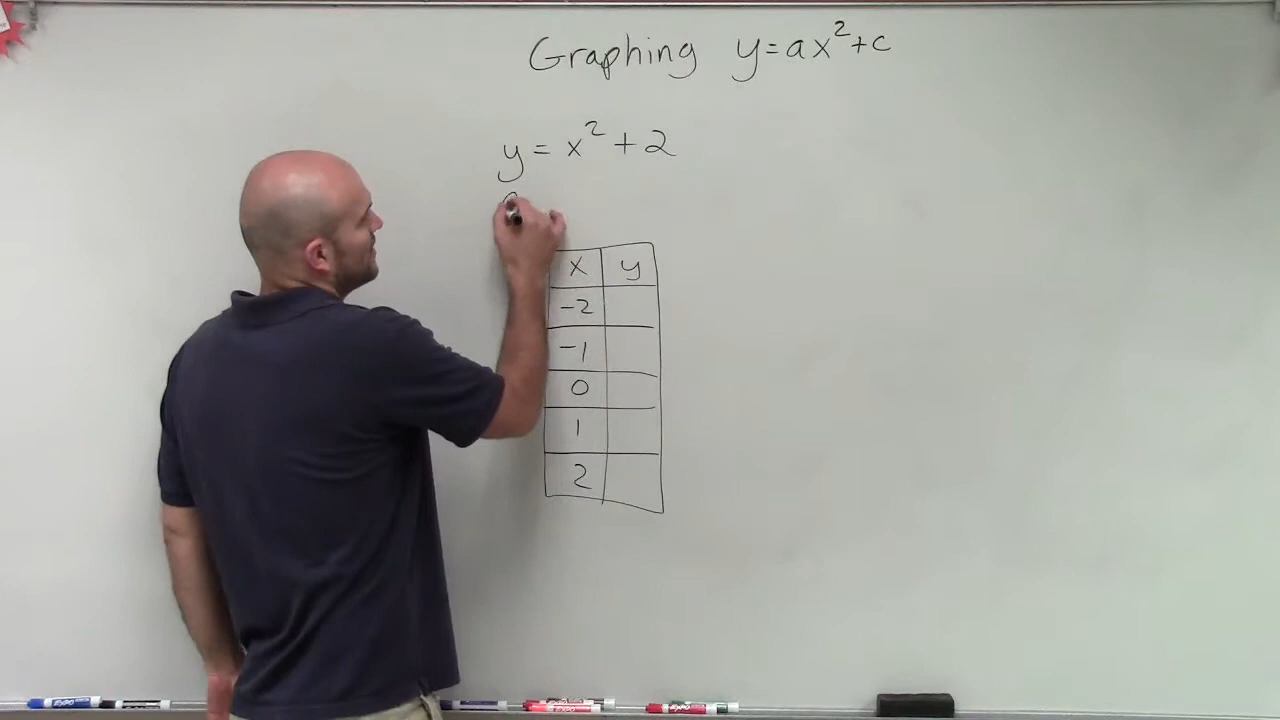 Graphing y=ax²+c
y = x² + 2
x y
-2
-1
0
1
2